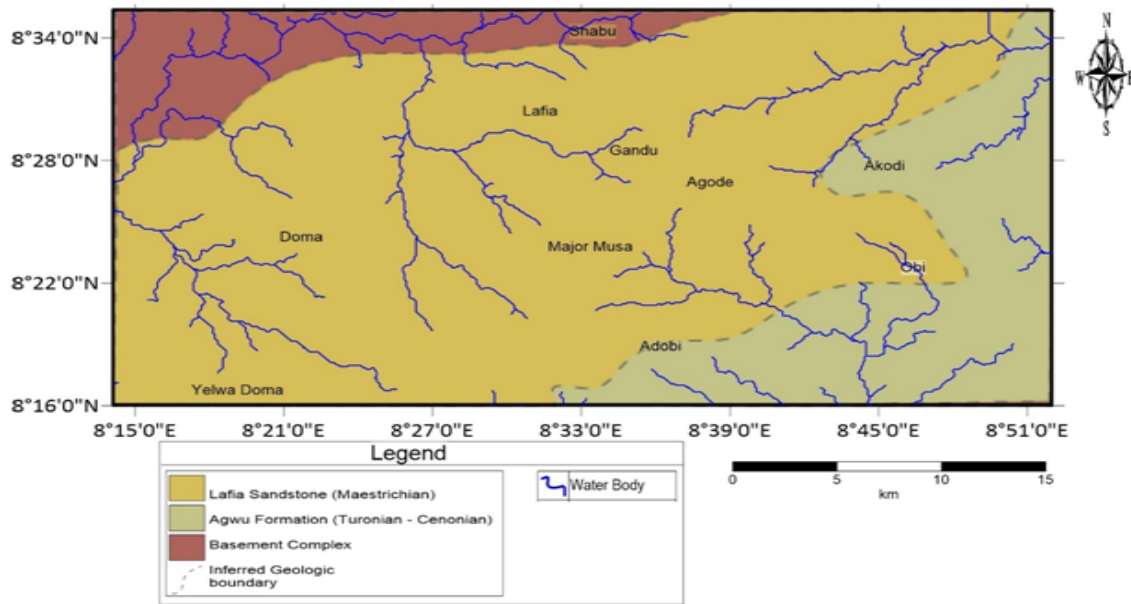 8°34'0"N
8°28'0"N
8°22'0"N
8°16'0"N
Shabu
Lafia
Gandu
Akodi
Agode
Doma
Major Musa
Obi
Adobi
Yelwa Doma
N
W E
S
8°15'0"E 8°21'0"E 8°27'0"E 8°33'0"E 8°39'0"E 8°45'0"E 8°51'0"E
Legend
Lafia Sandstone (Maestrichian)
Agwu Formation (Turonian - Cenonian)
Basement Complex
Inferred Geologic
boundary
Water Body
0 5 10 15
km